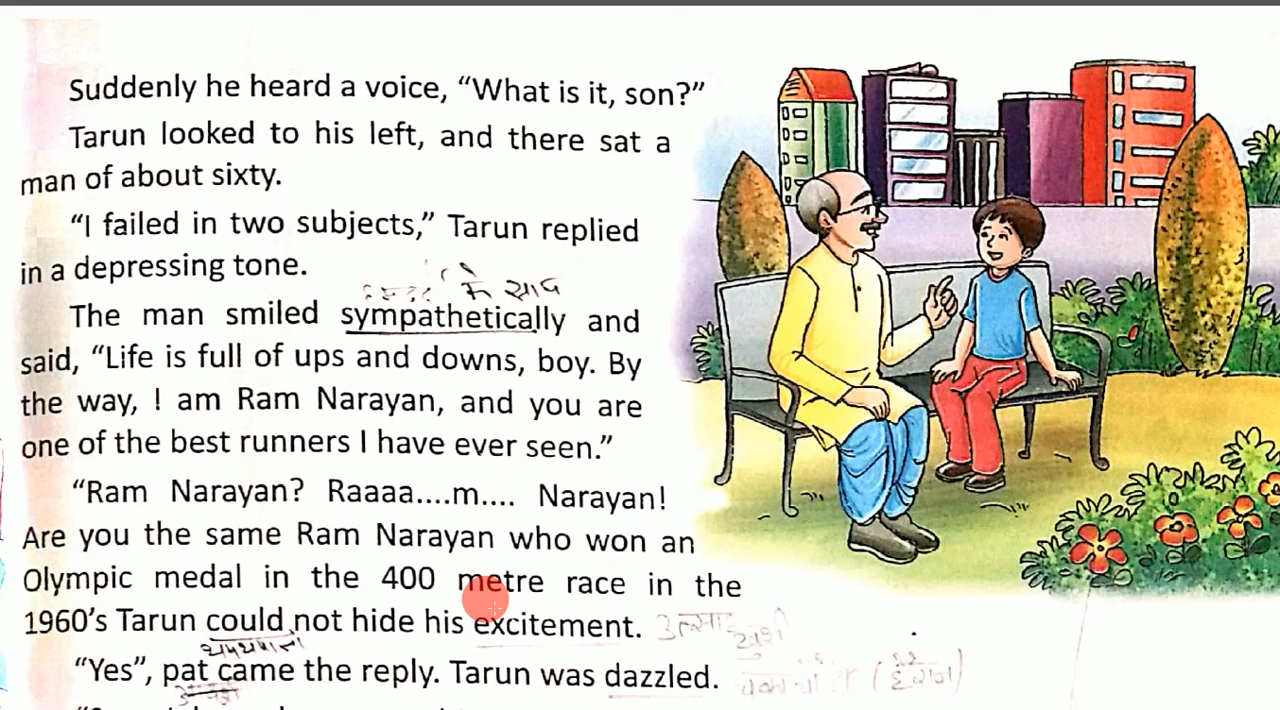 Suddenly he heard a voice, “What is it, son?”
Tarun looked to his left, and there sat a
man of about sixty.
“I failed in two subjects,” Tarun replied
in a depressing tone.
के साथ
The man smiled sympathetically and
said, “Life is full of ups and downs, boy. By
the way, I am Ram Narayan, and you are
one of the best runners I have ever seen.”
“Ram Narayan? Raaaa....m.... Narayan!
Are you the same Ram Narayan who won an
Olympic medal in the 400 metre race in the
1960’s Tarun could not hide his excitement.
“Yes”, pat came the reply. Tarun was dazzled.